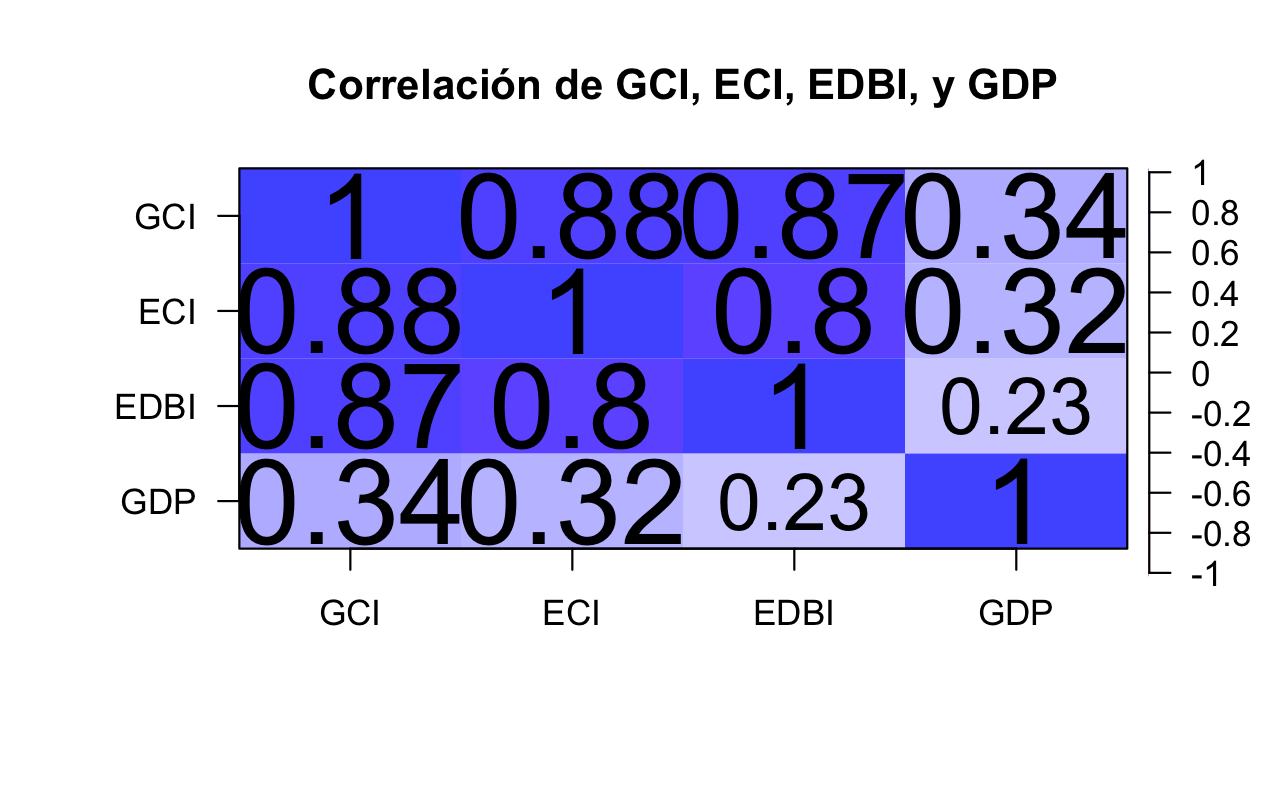 Correlación de GCI, ECI, EDBI, y GDP
GCI 1 0.88 0.87 0.34
ECI 0.88 1 0.8 0.32
EDBI 0.87 0.8 1 0.23
GDP 0.34 0.32 0.23 1
GCI ECI EDBI GDP
1
0.8
0.6
0.4
0.2
0
-0.2
-0.4
-0.6
-0.8
-1